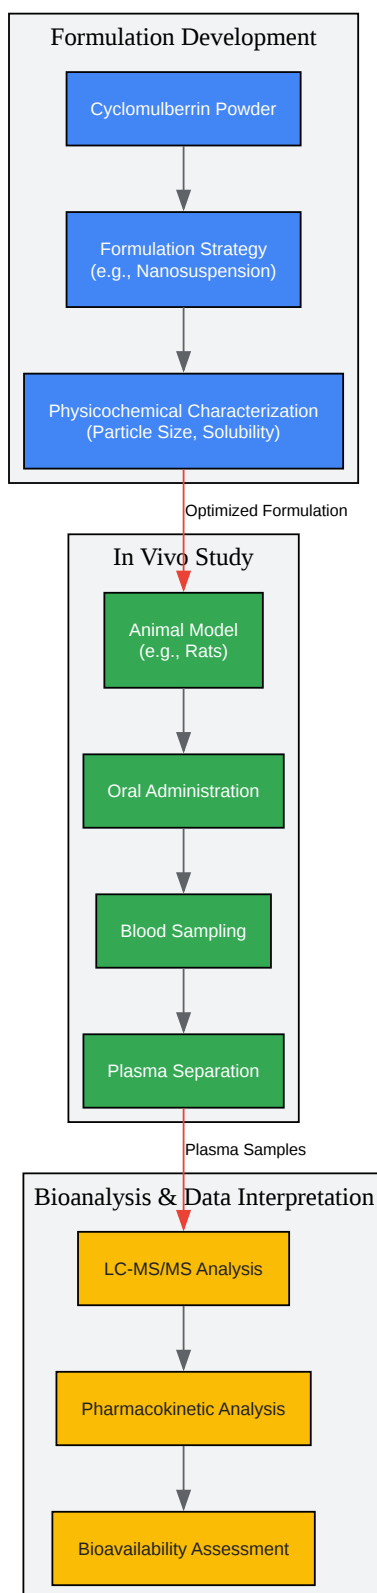 Formulation Development
Cyclomulberrin Powder
Formulation Strategy
(e.g., Nanosuspension)
Physicochemical Characterization
(Particle Size, Solubility)
Optimized Formulation
In Vivo Study
Animal Model
(e.g., Rats)
Oral Administration
Blood Sampling
Plasma Separation
Plasma Samples
Bioanalysis & Data Interpretation
LC-MS/MS Analysis
Pharmacokinetic Analysis
Bioavailability Assessment